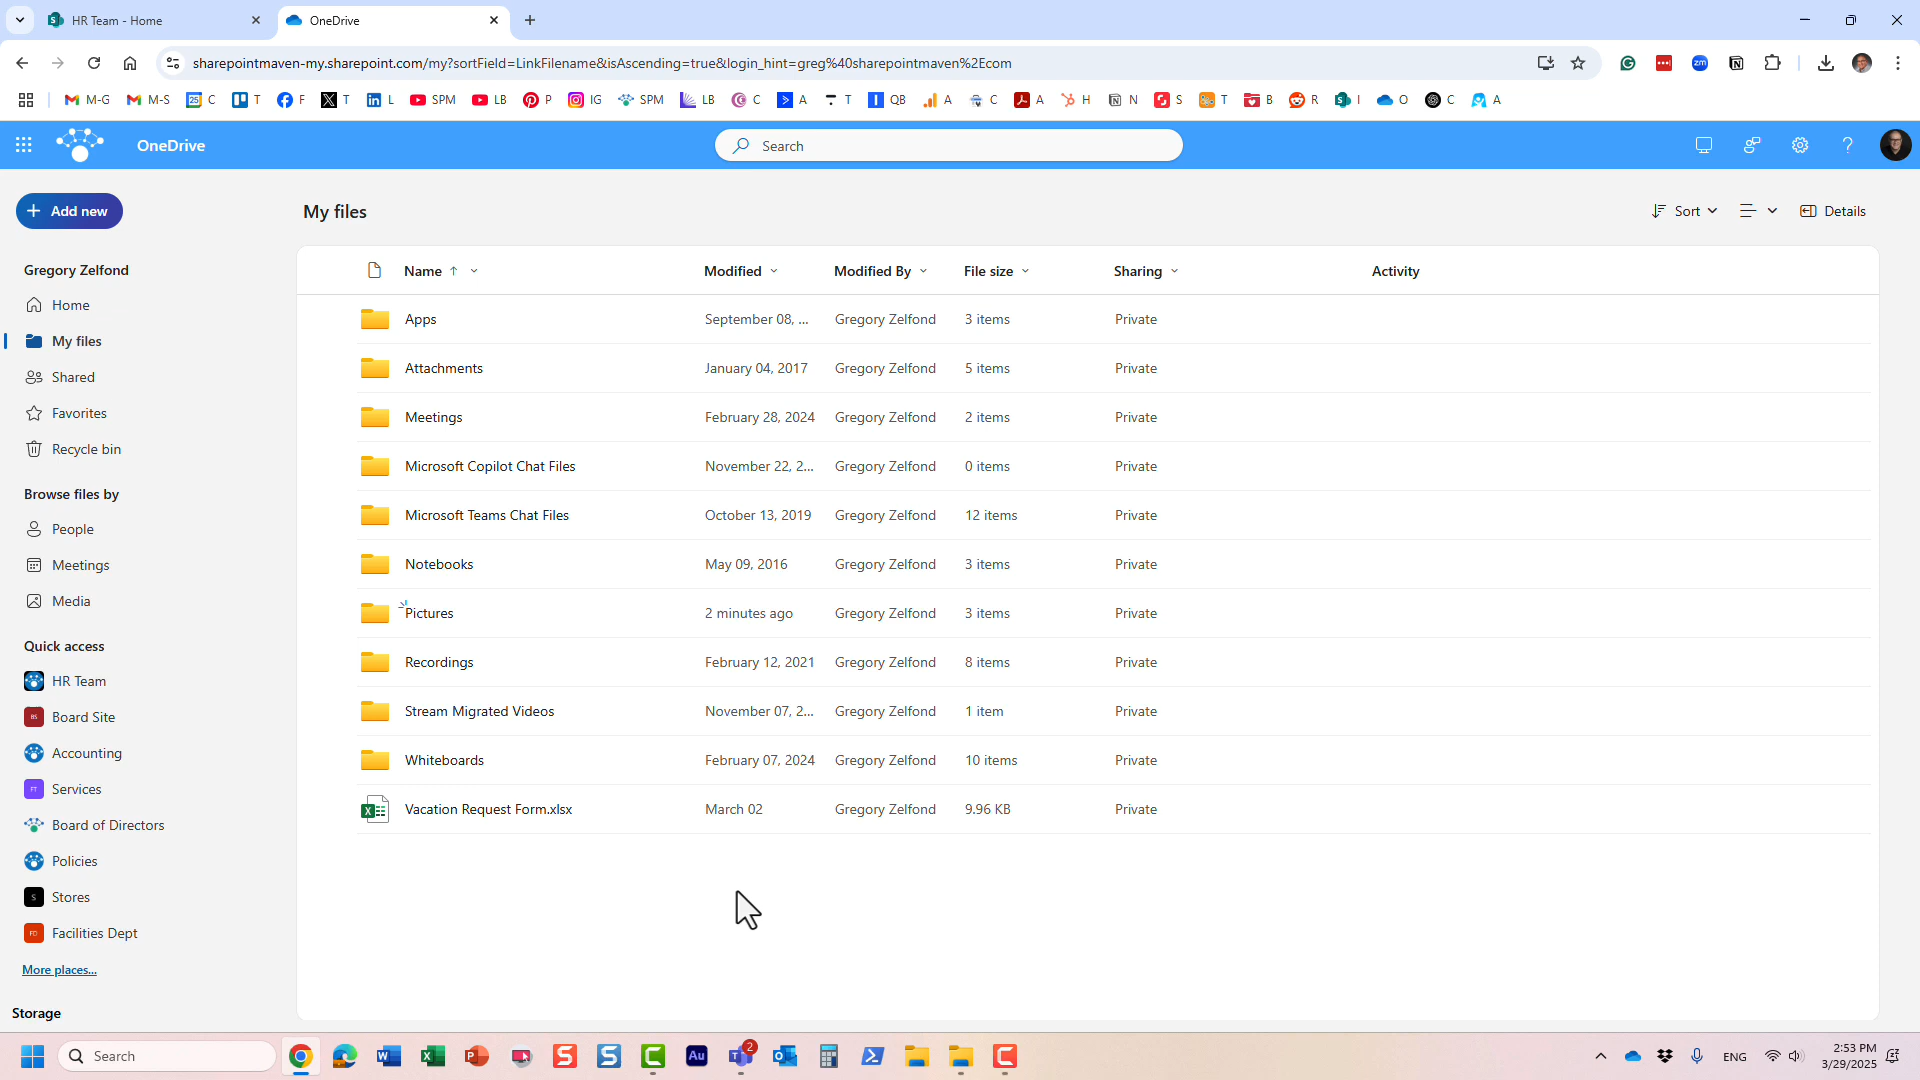 HR Team - Home
OneDrive
sharepointmaven-my.sharepoint.com/my?sortField=LinkFilename&isAscending=true&login_hint=greg%40sharepointmaven%2Ecom
M-G M-S C T F T L SPM LB P IG SPM LB C A T QB A C A H N S T B R I O C A
OneDrive
Search
Add new
My files
Sort
Details
Gregory Zelfond
Home
My files
Shared
Favorites
Recycle bin
Browse files by
People
Meetings
Media
Quick access
HR Team
Board Site
Accounting
Services
Board of Directors
Policies
Stores
Facilities Dept
More places...
Storage
Name Modified Modified By File size Sharing Activity
Apps September 08, ... Gregory Zelfond 3 items Private
Attachments January 04, 2017 Gregory Zelfond 5 items Private
Meetings February 28, 2024 Gregory Zelfond 2 items Private
Microsoft Copilot Chat Files November 22, 2... Gregory Zelfond 0 items Private
Microsoft Teams Chat Files October 13, 2019 Gregory Zelfond 12 items Private
Notebooks May 09, 2016 Gregory Zelfond 3 items Private
Pictures 2 minutes ago Gregory Zelfond 3 items Private
Recordings February 12, 2021 Gregory Zelfond 8 items Private
Stream Migrated Videos November 07, 2... Gregory Zelfond 1 item Private
Whiteboards February 07, 2024 Gregory Zelfond 10 items Private
Vacation Request Form.xlsx March 02 Gregory Zelfond 9.96 KB Private
Search
2
ENG
2:53 PM
3/29/2025